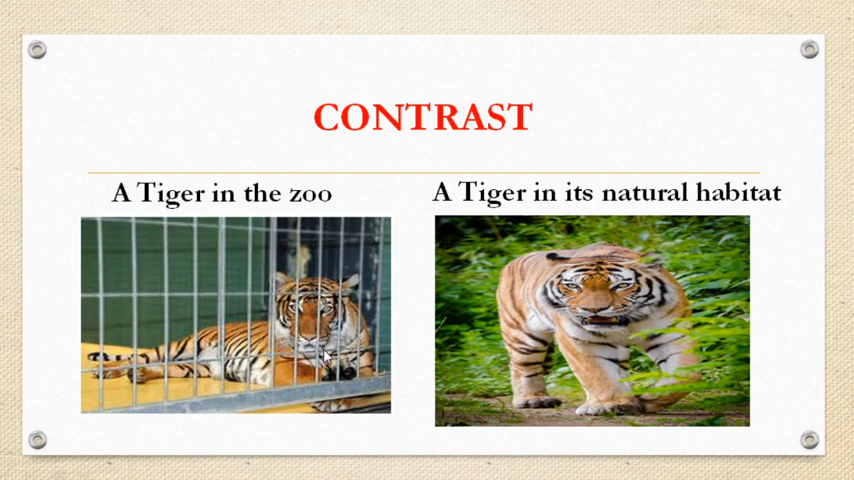 CONTRAST
A Tiger in the zoo
A Tiger in its natural habitat